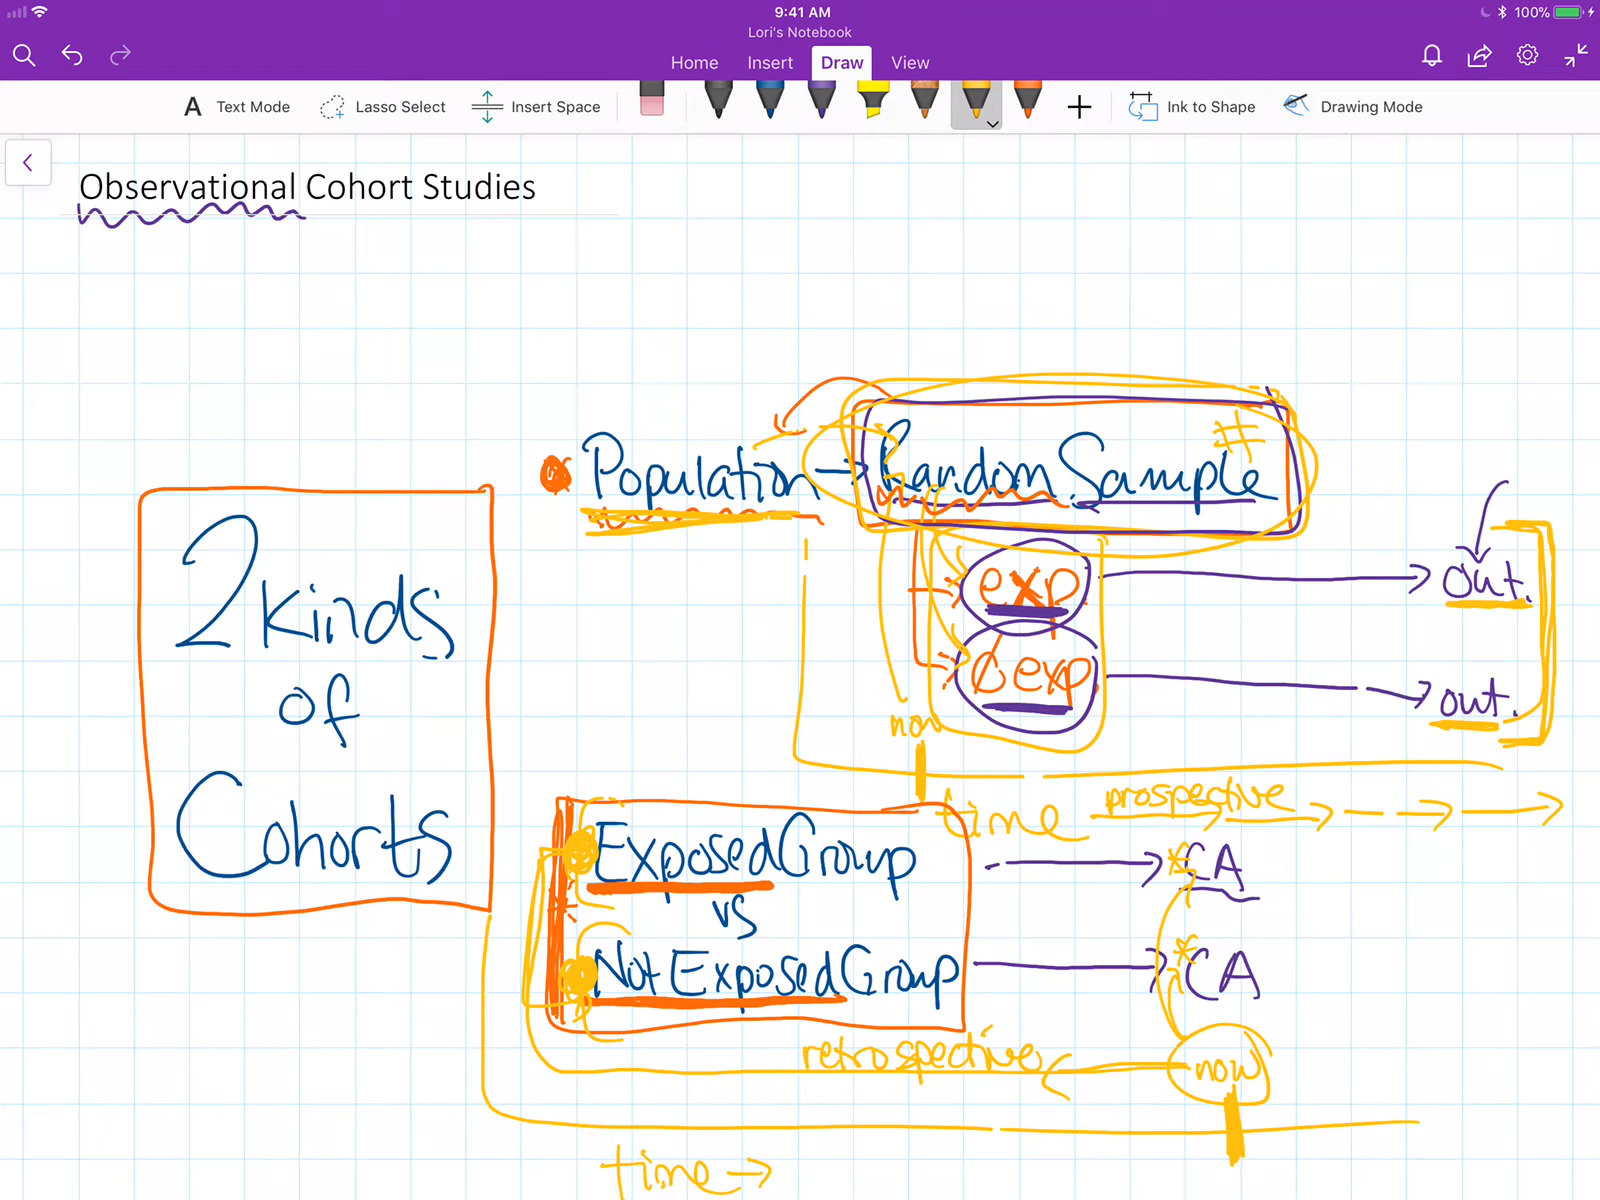 9:41 AM
100%
Lori's Notebook
Home Insert Draw View
Text Mode Lasso Select Insert Space Ink to Shape Drawing Mode
Observational Cohort Studies
2 kinds
of
Cohorts
Population → Random Sample #
exp → out.
exp → out.
now
time prospective
Exposed Group → *CA
vs
Not Exposed Group → *CA
retrospective now
time →